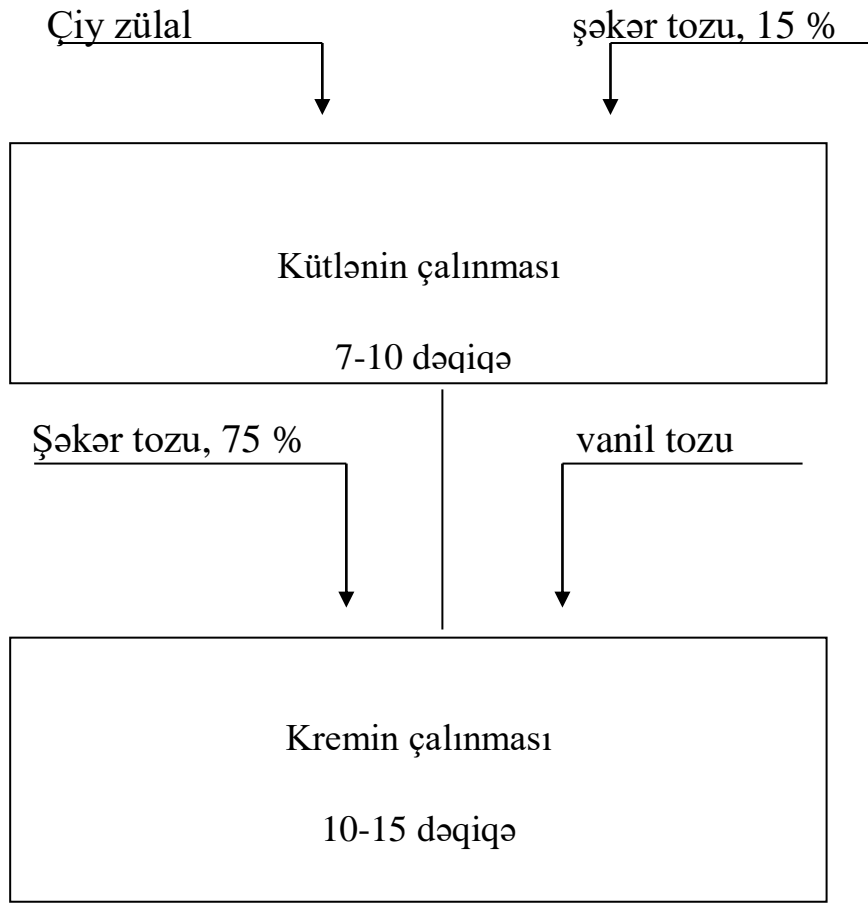 Çiy zülal şəkər tozu, 15 %
Kütlənin çalınması
7-10 dəqiqə
Şəkər tozu, 75 % vanil tozu
Kremin çalınması
10-15 dəqiqə